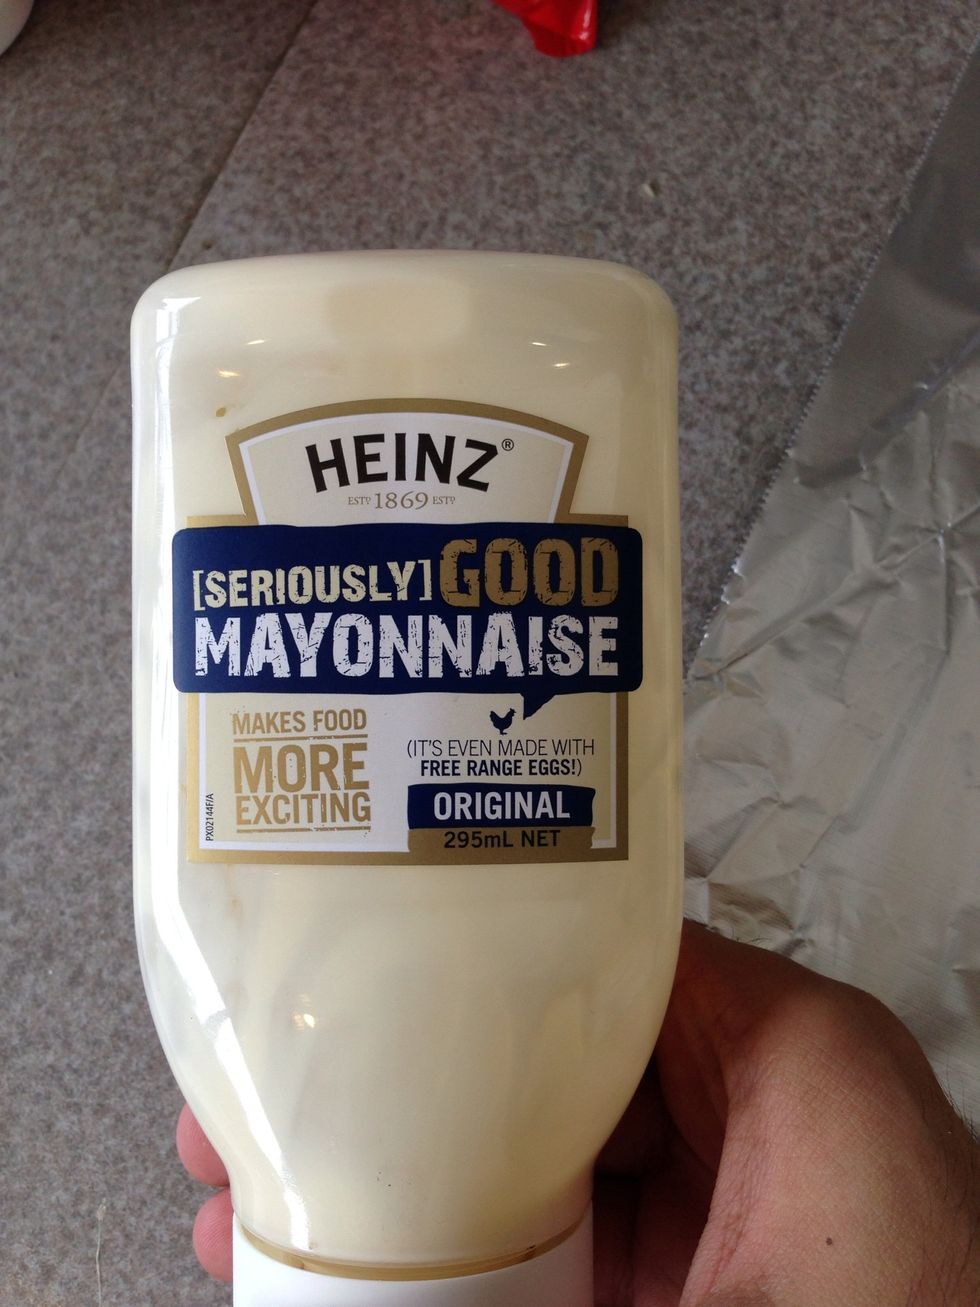 HEINZ®
ESTD 1869 ESTD
[SERIOUSLY] GOOD
MAYONNAISE
MAKES FOOD
MORE
EXCITING
(IT'S EVEN MADE WITH
FREE RANGE EGGS!)
ORIGINAL
295mL NET
PX02144F/A